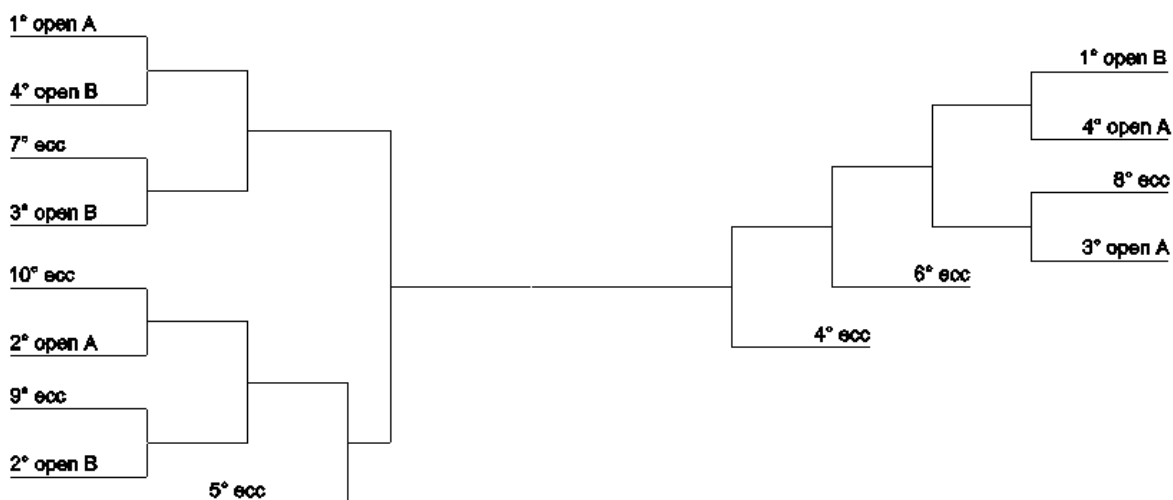 1° open A
4° open B
7° ecc
3° open B
10° ecc
2° open A
9° ecc
2° open B
5° ecc
1° open B
4° open A
8° ecc
3° open A
6° ecc
4° ecc